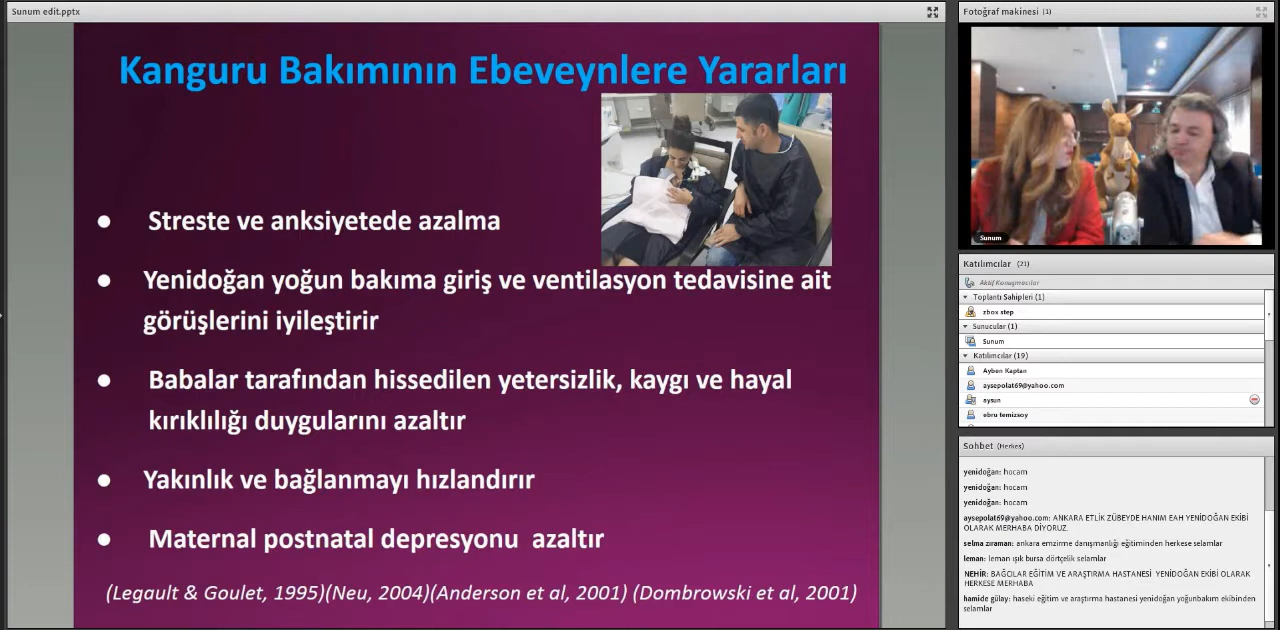 Sunum edit.pptx
Kanguru Bakımının Ebeveynlere Yararları
● Streste ve anksiyetede azalma
● Yenidoğan yoğun bakıma giriş ve ventilasyon tedavisine ait
görüşlerini iyileştirir
● Babalar tarafından hissedilen yetersizlik, kaygı ve hayal
kırıklılığı duygularını azaltır
● Yakınlık ve bağlanmayı hızlandırır
● Maternal postnatal depresyonu azaltır
(Legault & Goulet, 1995)(Neu, 2004)(Anderson et al, 2001) (Dombrowski et al, 2001)
Fotoğraf makinesi (1)
Sunum
Katılımcılar (21)
Aktif Konuşmacılar
Toplantı Sahipleri (1)
zbox step
Sunucular (1)
Sunum
Katılımcılar (19)
Ayben Kaptan
aysepolat69@yahoo.com
aysun
ebru temizsoy
Sohbet (Herkes)
yenidoğan: hocam
yenidoğan: hocam
yenidoğan: hocam
aysepolat69@yahoo.com: ANKARA ETLİK ZÜBEYDE HANIM EAH YENİDOĞAN EKİBİ
OLARAK MERHABA DİYORUZ.
selma zıraman: ankara emzirme danışmanlığı eğitiminden herkese selamlar
leman: leman ışık bursa dörtçelik selamlar
NEHİR: BAĞCILAR EĞİTİM VE ARAŞTIRMA HASTANESİ YENİDOĞAN EKİBİ OLARAK
HERKESE MERHABA
hamide gülay: haseki eğitim ve araştırma hastanesi yenidoğan yoğunbakım ekibinden
selamlar